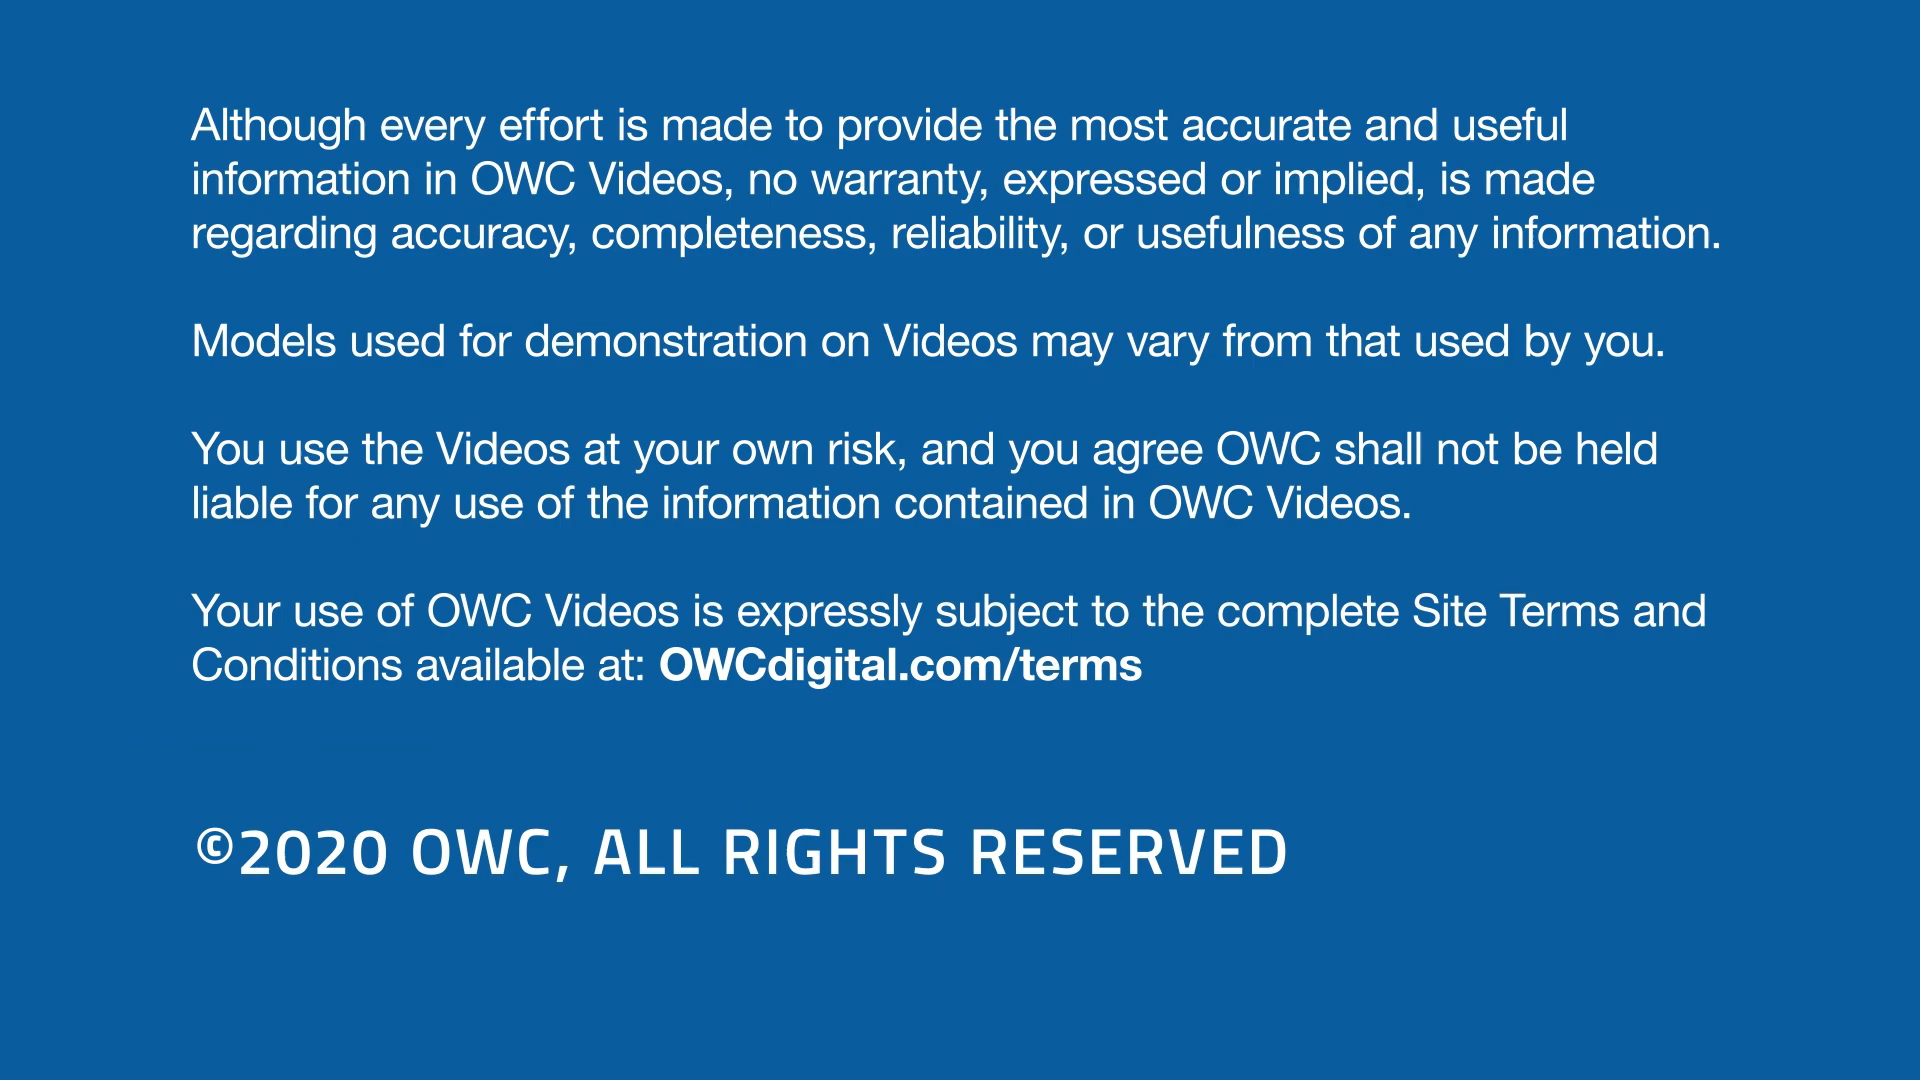 Although every effort is made to provide the most accurate and useful
information in OWC Videos, no warranty, expressed or implied, is made
regarding accuracy, completeness, reliability, or usefulness of any information.
Models used for demonstration on Videos may vary from that used by you.
You use the Videos at your own risk, and you agree OWC shall not be held
liable for any use of the information contained in OWC Videos.
Your use of OWC Videos is expressly subject to the complete Site Terms and
Conditions available at: OWCdigital.com/terms
©2020 OWC, ALL RIGHTS RESERVED